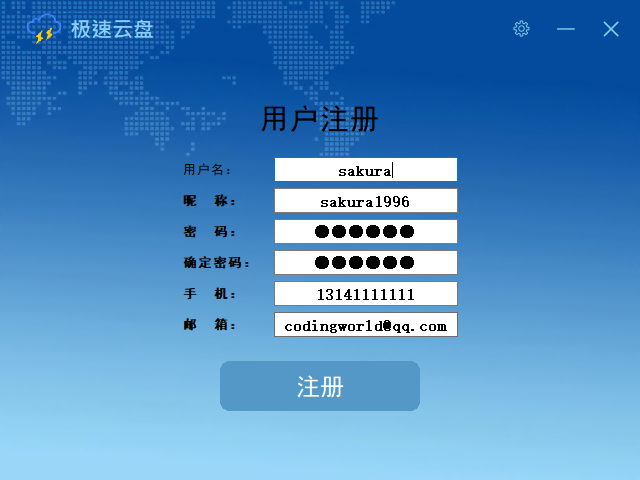 极速云盘
用户注册
用户名： sakura
昵 称： sakura1996
密 码： ●●●●●●
确定密码： ●●●●●●
手 机： 13141111111
邮 箱： codingworld@qq.com
注册